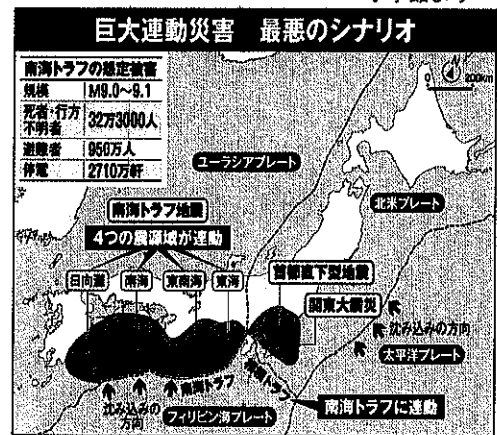 巨大連動災害 最悪のシナリオ
南海トラフの想定被害
規模 M9.0〜9.1
死者・行方不明者 32万3000人
避難者 950万人
停電 2710万軒
0 200km
ユーラシアプレート
北米プレート
南海トラフ地震
4つの震源域が連動
日向灘
南海
東南海
東海
首都直下型地震
関東大震災
沈み込みの方向
太平洋プレート
南海トラフ
沈み込みの
方向
フィリピン海プレート
南海トラフに連動